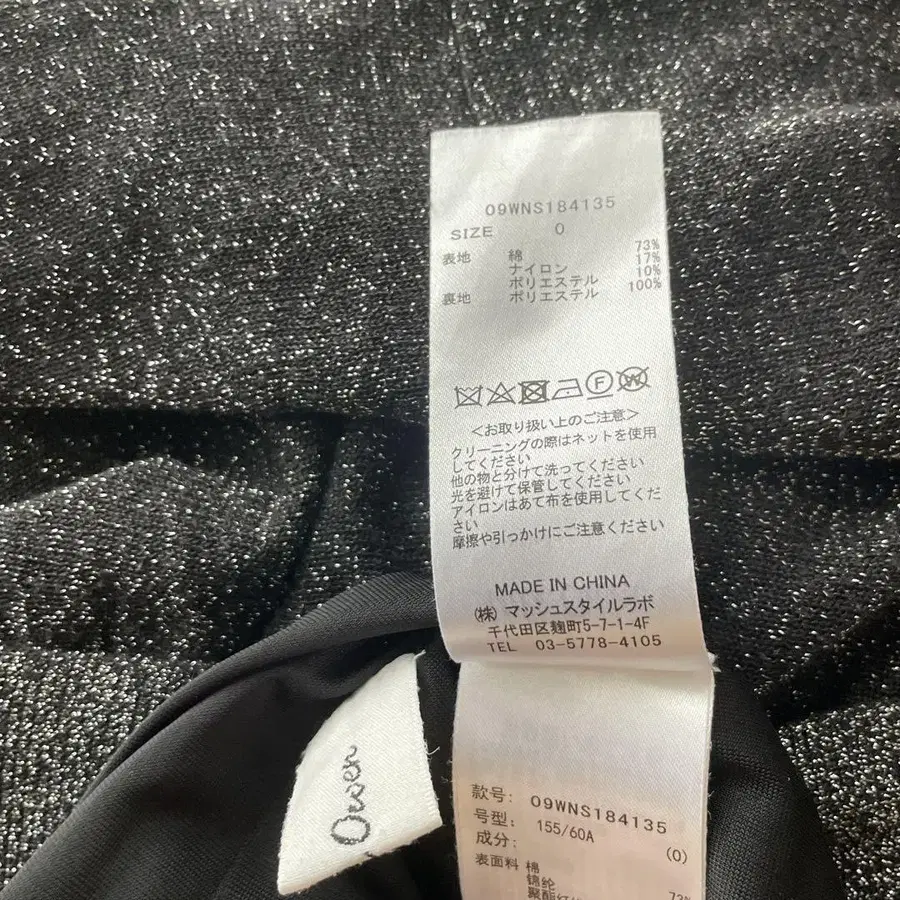 09WNS184135
SIZE 0
表地 綿 73%
ナイロン 17%
ポリエステル 10%
裏地 ポリエステル 100%
F
W
<お取り扱い上のご注意>
クリーニングの際はネットを使用
してください
他の物と分けて洗ってください
光を避けて保管してください
アイロンはあて布を使用してくだ
さい
摩擦や引っかけにご注意ください
MADE IN CHINA
(株) マッシュスタイルラボ
千代田区麹町5-7-1-4F
TEL 03-5778-4105
Owen
款号: 09WNS184135
号型: 155/60A
成分: (0)
表面料 棉 73%
锦纶